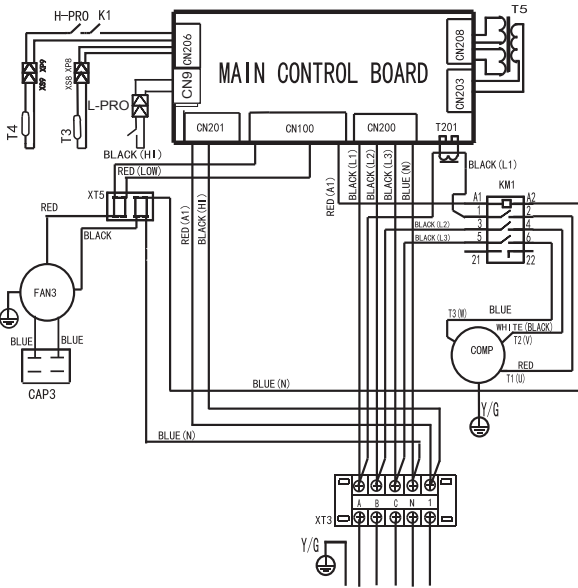 H-PRO K1
T5
CN206
CN208
XS9 XP9
XS8 XP8
CN9
MAIN CONTROL BOARD
CN203
L-PRO
T4
T3
CN201
CN100
CN200
T201
BLACK(HI)
RED(LOW)
BLACK(L1)
BLACK(L2)
BLACK(L3)
BLUE(N)
BLACK(L1)
KM1
XT5
RED(A1)
BLACK(HI)
RED(A1)
A1
A2
RED
1
2
BLACK
BLACK(L2)
3
4
BLACK(L3)
5
6
21
22
FAN3
T3(W)
BLUE
WHITE(BLACK)
T2(V)
BLUE
BLUE
COMP
RED
T1(U)
CAP3
BLUE(N)
Y/G
BLUE(N)
A B C N 1
XT3
Y/G